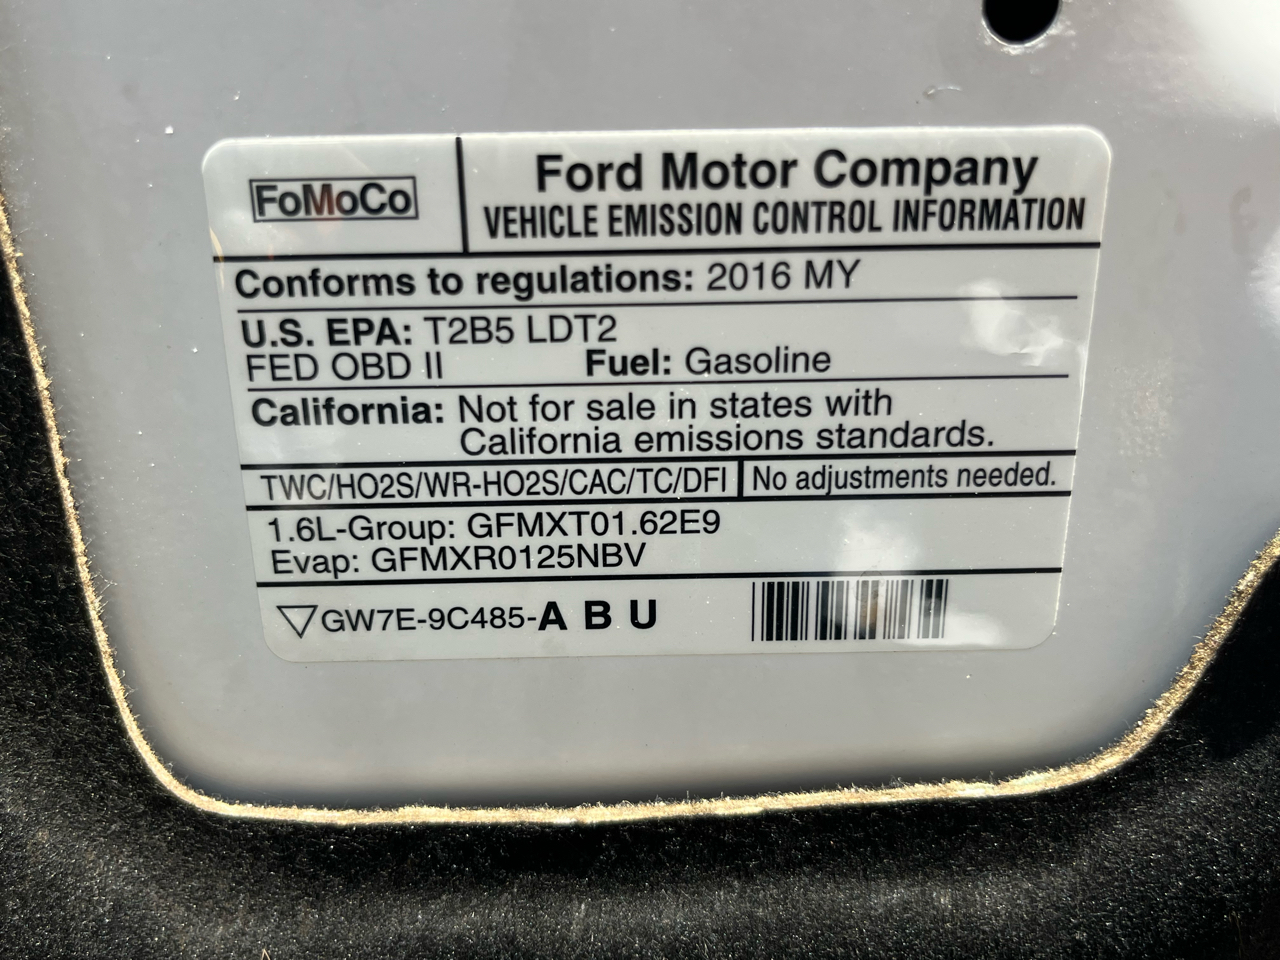 FoMoCo
Ford Motor Company
VEHICLE EMISSION CONTROL INFORMATION
Conforms to regulations: 2016 MY
U.S. EPA: T2B5 LDT2
FED OBD II Fuel: Gasoline
California: Not for sale in states with
California emissions standards.
TWC/HO2S/WR-HO2S/CAC/TC/DFI No adjustments needed.
1.6L-Group: GFMXT01.62E9
Evap: GFMXR0125NBV
GW7E-9C485-A B U